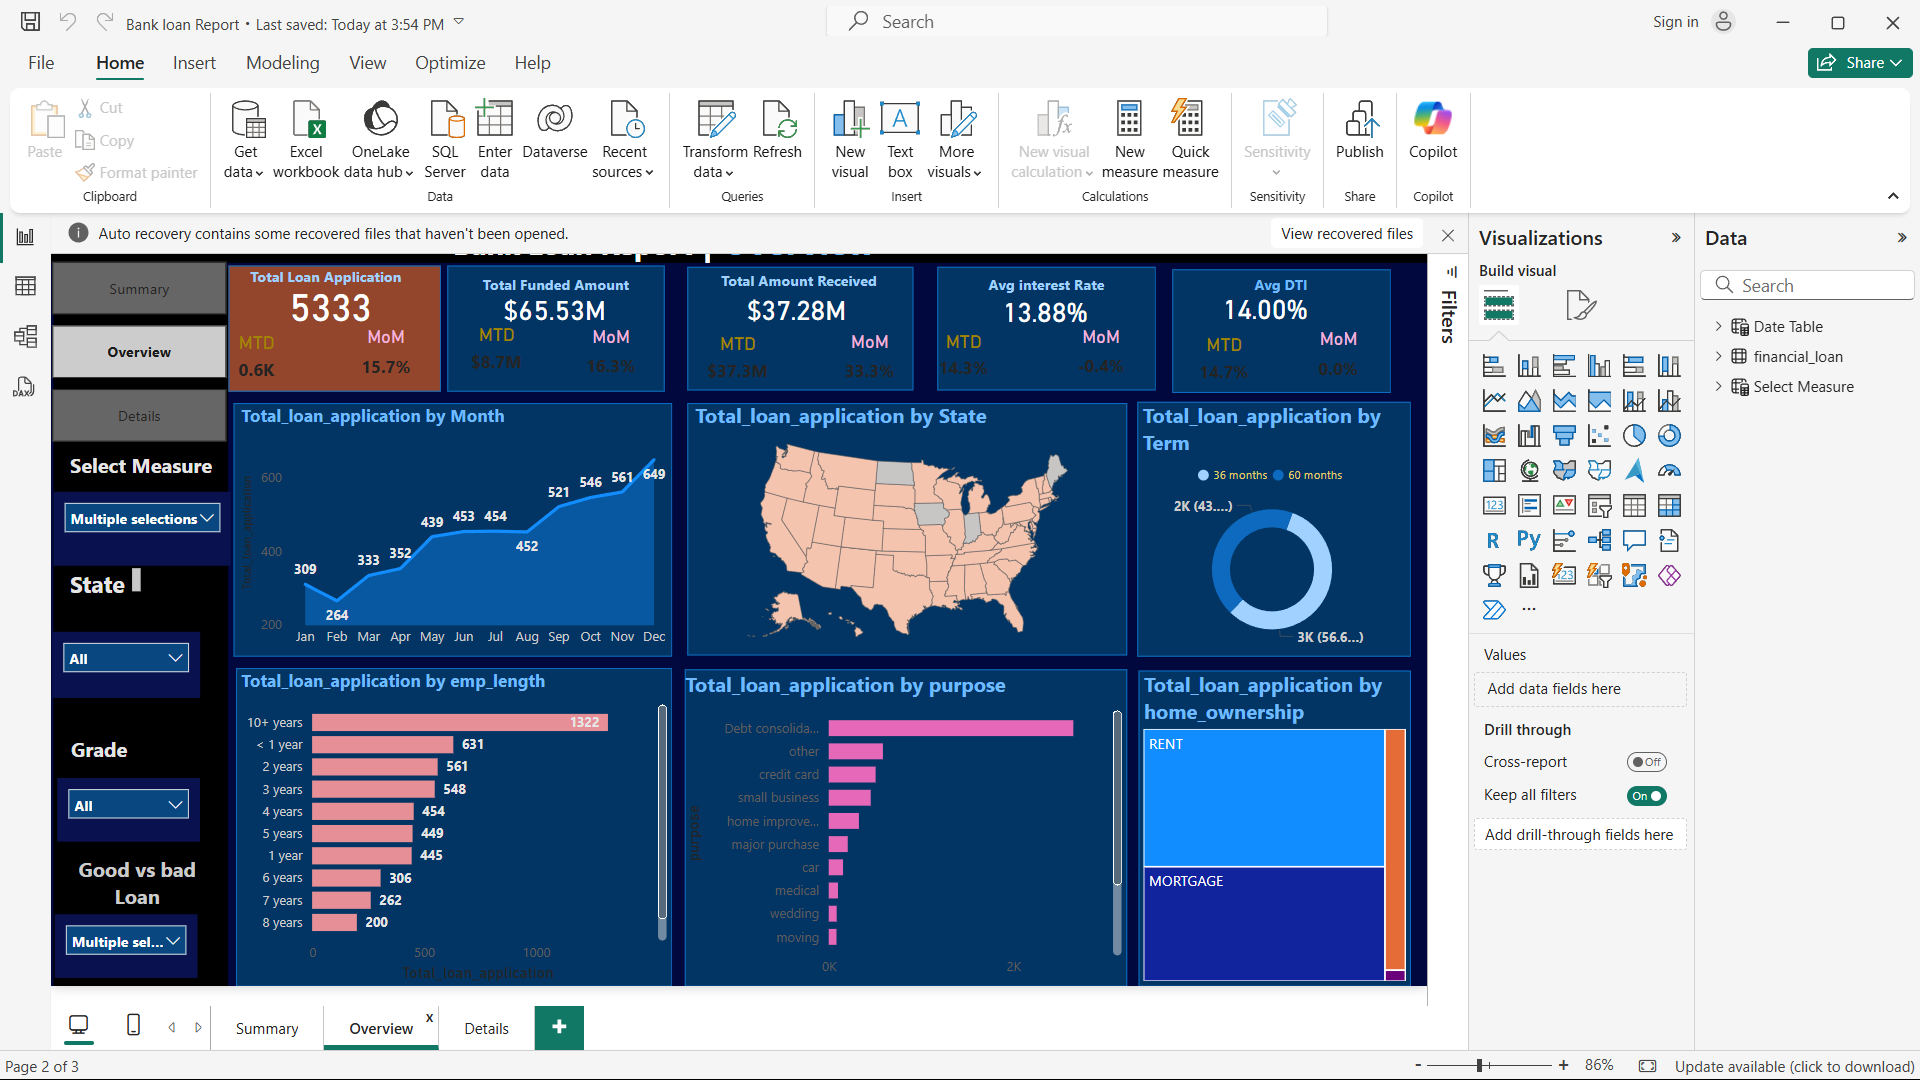 Bank loan Report • Last saved: Today at 3:54 PM
Search
Sign in
File
Home
Insert
Modeling
View
Optimize
Help
Share
Paste
Cut
Copy
Format painter
Clipboard
Get data
Excel workbook
OneLake data hub
SQL Server
Enter data
Dataverse
Recent sources
Data
Transform data
Refresh
Queries
New visual
Text box
More visuals
Insert
New visual calculation
New measure
Quick measure
Calculations
Sensitivity
Sensitivity
Publish
Share
Copilot
Copilot
Auto recovery contains some recovered files that haven't been opened.
View recovered files
Summary
Overview
Details
Select Measure
Multiple selections
State
All
Grade
All
Good vs bad
Loan
Multiple sel...
Total Loan Application
5333
MTD
MoM
0.6K
15.7%
Total Funded Amount
$65.53M
MTD
MoM
$8.7M
16.3%
Total Amount Received
$37.28M
MTD
MoM
$37.3M
33.3%
Avg interest Rate
13.88%
MTD
MoM
14.3%
-0.4%
Avg DTI
14.00%
MTD
MoM
14.7%
0.0%
Total_loan_application by Month
Total_loan_application
600
400
200
309
264
333
352
439
453
454
452
521
546
561
649
Jan Feb Mar Apr May Jun Jul Aug Sep Oct Nov Dec
Total_loan_application by State
Total_loan_application by
Term
36 months
60 months
2K (43....)
3K (56.6...)
Total_loan_application by emp_length
10+ years 1322
< 1 year 631
2 years 561
3 years 548
4 years 454
5 years 449
1 year 445
6 years 306
7 years 262
8 years 200
0 500 1000
Total_loan_application
Total_loan_application by purpose
purpose
Debt consolida...
other
credit card
small business
home improve...
major purchase
car
medical
wedding
moving
0K 2K
Total_loan_application by
home_ownership
RENT
MORTGAGE
Filters
Visualizations
Build visual
123
R
Py
123
Values
Add data fields here
Drill through
Cross-report
Off
Keep all filters
On
Add drill-through fields here
Data
Search
Date Table
financial_loan
Select Measure
DAX
Summary
Overview
x
Details
+
Page 2 of 3
-
+
86%
Update available (click to download)